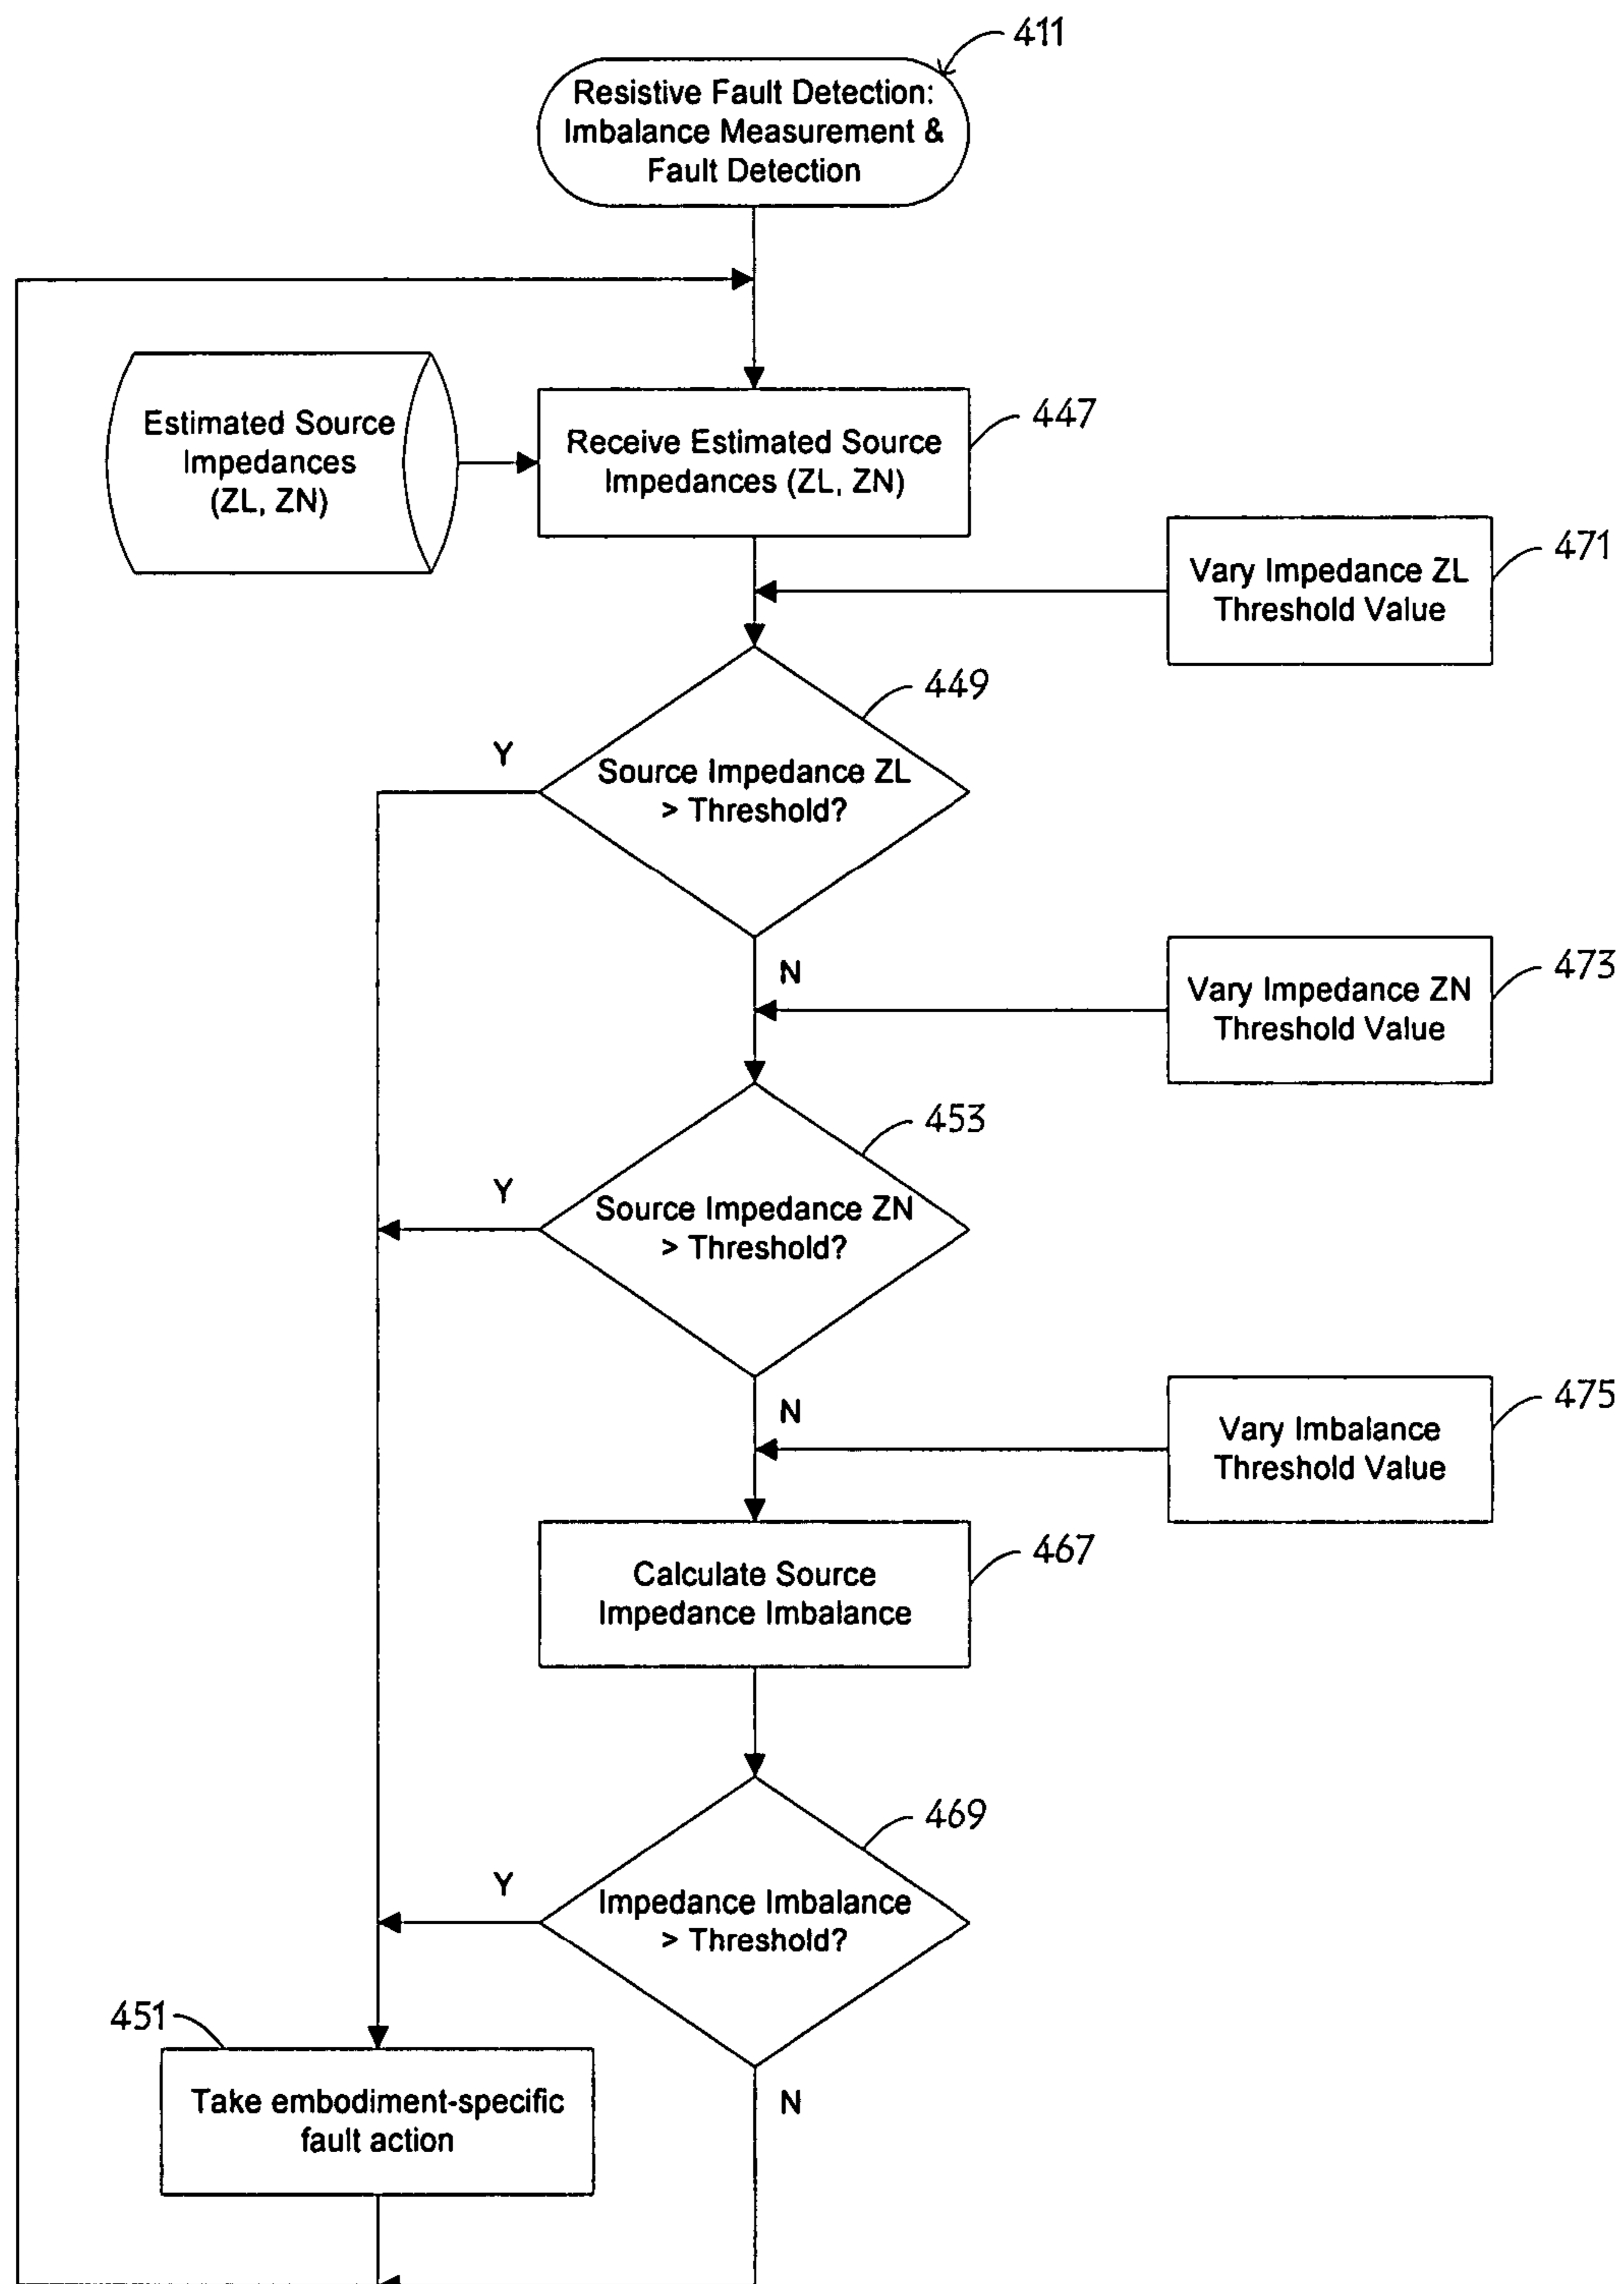 411
Resistive Fault Detection:
Imbalance Measurement &
Fault Detection
Estimated Source
Impedances
(ZL, ZN)
447
Receive Estimated Source
Impedances (ZL, ZN)
471
Vary Impedance ZL
Threshold Value
449
Y
Source Impedance ZL
> Threshold?
N
473
Vary Impedance ZN
Threshold Value
453
Y
Source Impedance ZN
> Threshold?
N
475
Vary Imbalance
Threshold Value
467
Calculate Source
Impedance Imbalance
469
Y
Impedance Imbalance
> Threshold?
N
451
Take embodiment-specific
fault action